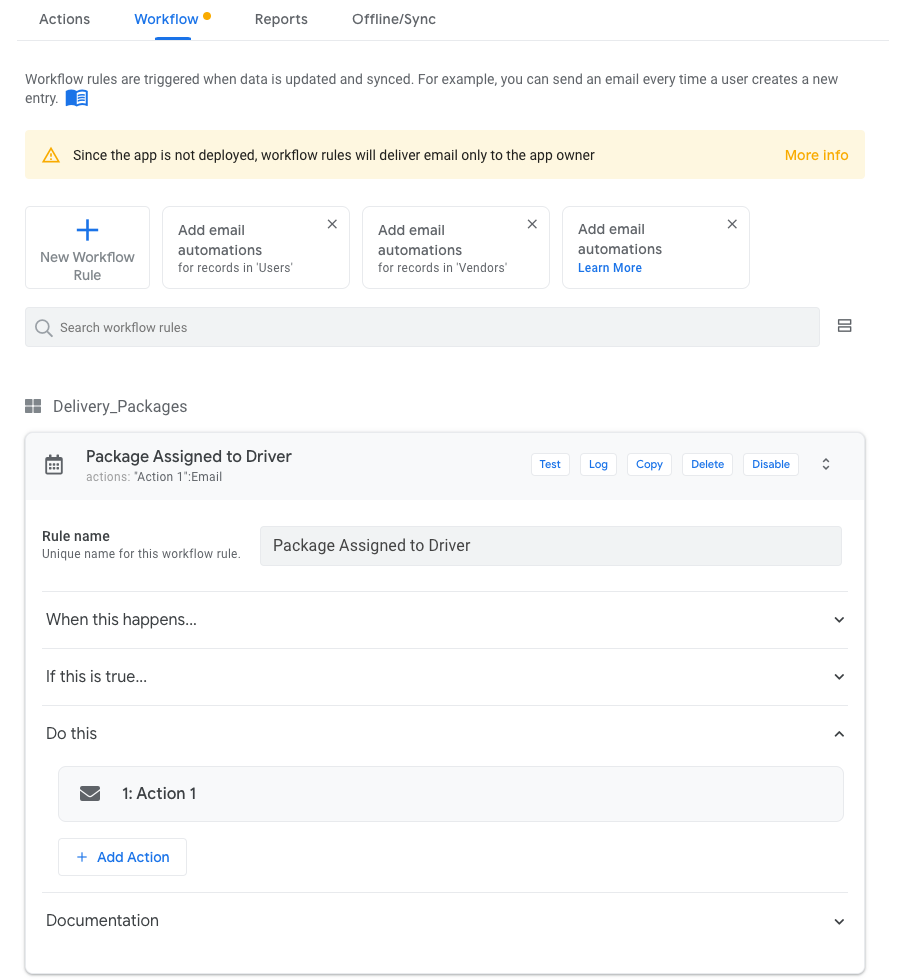 Actions Workflow Reports Offline/Sync
Workflow rules are triggered when data is updated and synced. For example, you can send an email every time a user creates a new
entry.
Since the app is not deployed, workflow rules will deliver email only to the app owner More info
New Workflow
Rule
Add email
automations
for records in 'Users'
Add email
automations
for records in 'Vendors'
Add email
automations
Learn More
Search workflow rules
Delivery_Packages
Package Assigned to Driver
actions: "Action 1":Email
Test Log Copy Delete Disable
Rule name
Unique name for this workflow rule.
Package Assigned to Driver
When this happens...
If this is true...
Do this
1: Action 1
+ Add Action
Documentation